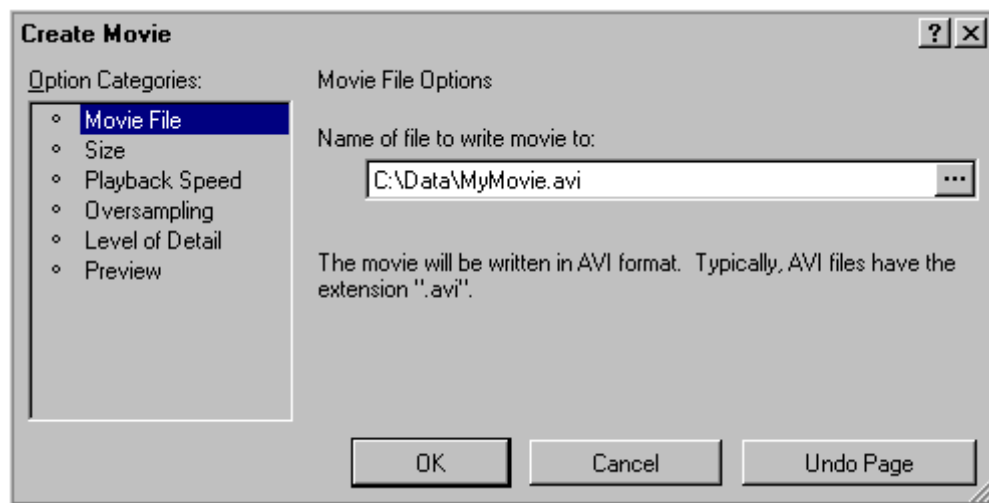 Create Movie
Option Categories:
Movie File
Size
Playback Speed
Oversampling
Level of Detail
Preview
Movie File Options
Name of file to write movie to:
C:\Data\MyMovie.avi
...
The movie will be written in AVI format.  Typically, AVI files have the
extension ".avi".
OK
Cancel
Undo Page